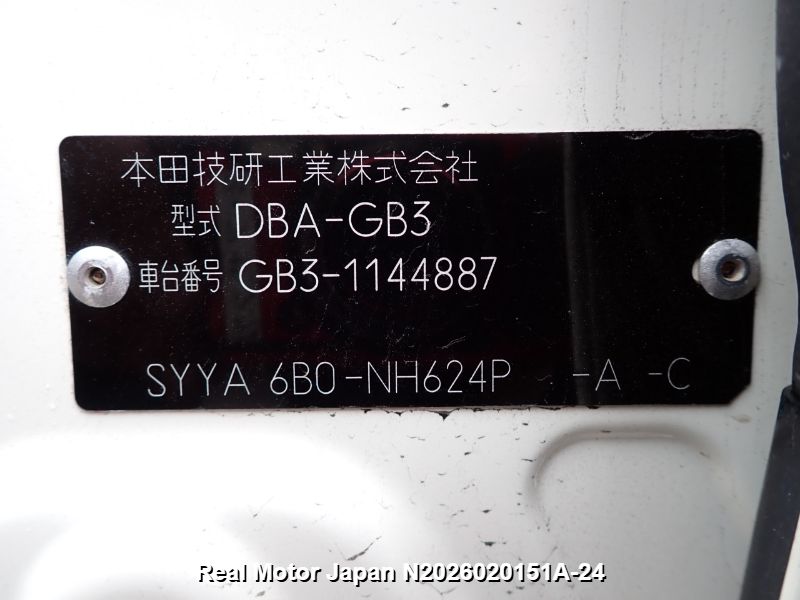 本田技研工業株式会社
型式 DBA-GB3
車台番号 GB3-1144887
SYYA 6B0-NH624P -A -C
Real Motor Japan N2026020151A-24